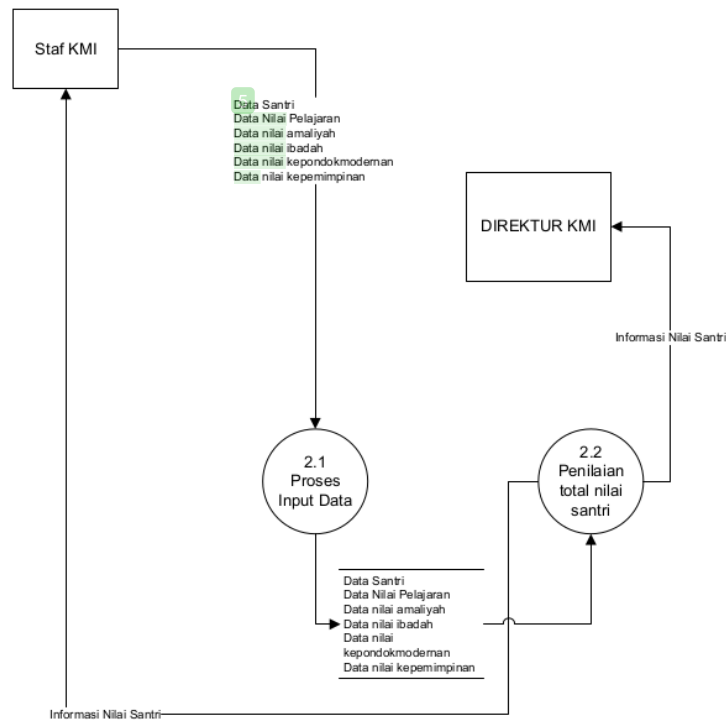 Staf KMI
Data Santri
Data Nilai Pelajaran
Data nilai amaliyah
Data nilai ibadah
Data nilai kepondokmodernan
Data nilai kepemimpinan
DIREKTUR KMI
Informasi Nilai Santri
2.1
Proses
Input Data
2.2
Penilaian
total nilai
santri
Data Santri
Data Nilai Pelajaran
Data nilai amaliyah
Data nilai ibadah
Data nilai
kepondokmodernan
Data nilai kepemimpinan
Informasi Nilai Santri